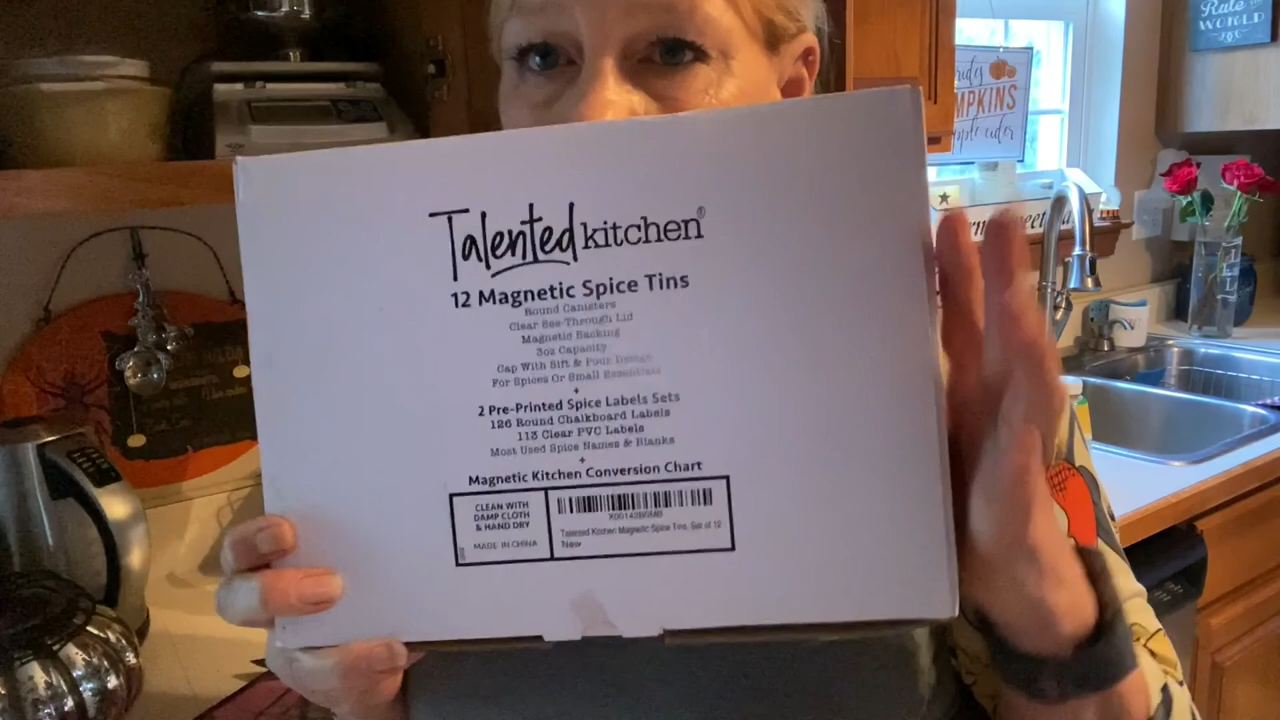 Talented kitchen®
12 Magnetic Spice Tins
Round Canisters
Clear See-Through Lid
Magnetic Backing
3oz Capacity
Cap With Sift & Pour Design
For Spices Or Small Essentials
+
2 Pre-Printed Spice Labels Sets
126 Round Chalkboard Labels
113 Clear PVC Labels
Most Used Spice Names & Blanks
+
Magnetic Kitchen Conversion Chart
CLEAN WITH
DAMP CLOTH
& HAND DRY
MADE IN CHINA
Talented Kitchen Magnetic Spice Tins, Set of 12
New
Rule
WORLD